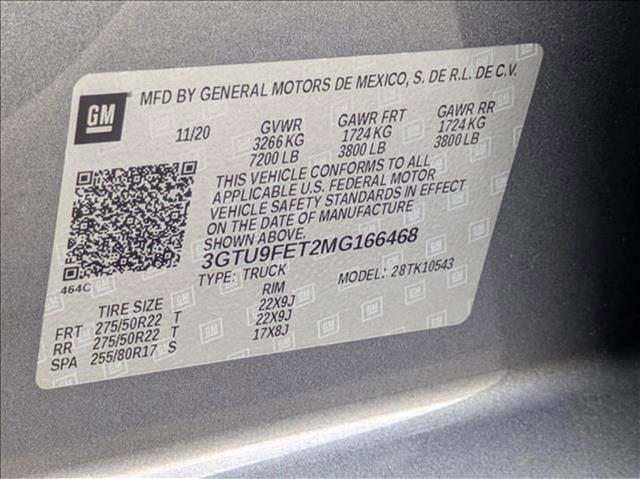 GM MFD BY GENERAL MOTORS DE MEXICO, S. DE R.L. DE C.V.
11/20 GVWR GAWR FRT GAWR RR
3266 KG 1724 KG 1724 KG
7200 LB 3800 LB 3800 LB
THIS VEHICLE CONFORMS TO ALL
APPLICABLE U.S. FEDERAL MOTOR
VEHICLE SAFETY STANDARDS IN EFFECT
ON THE DATE OF MANUFACTURE
SHOWN ABOVE.
3GTU9FET2MG166468
464C TYPE: TRUCK MODEL: 28TK10543
TIRE SIZE RIM
FRT 275/50R22 T 22X9J
RR 275/50R22 T 22X9J
SPA 255/80R17 S 17X8J